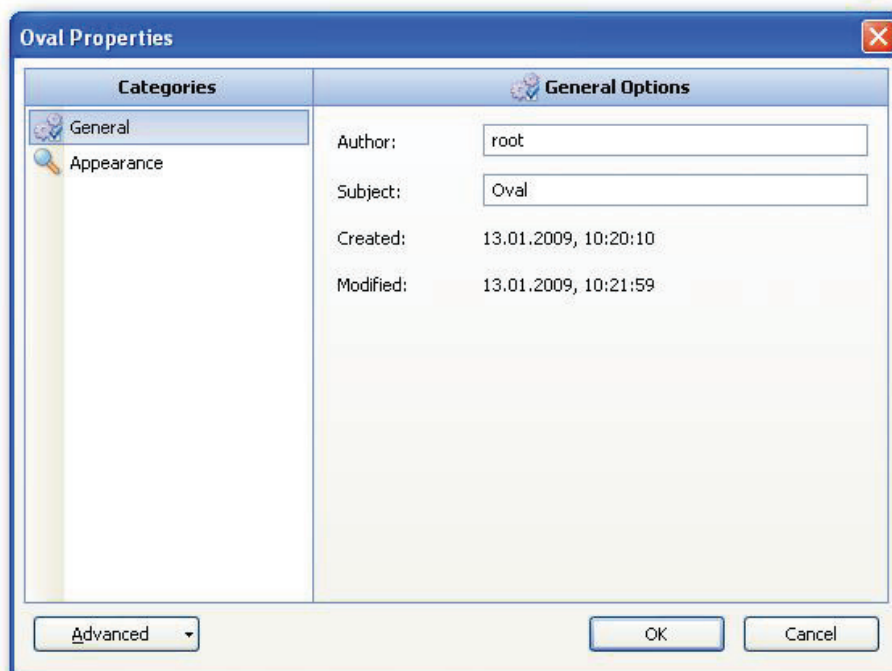 Oval Properties
Categories
General
Appearance
General Options
Author: root
Subject: Oval
Created: 13.01.2009, 10:20:10
Modified: 13.01.2009, 10:21:59
Advanced
OK
Cancel